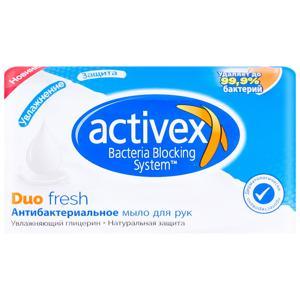 Новинка
Увлажнение
Защита
Удаляет до
99,9%
бактерий
activex
Bacteria Blocking
System™
Duo fresh
Антибактериальное мыло для рук
Увлажняющий глицерин • Натуральная защита